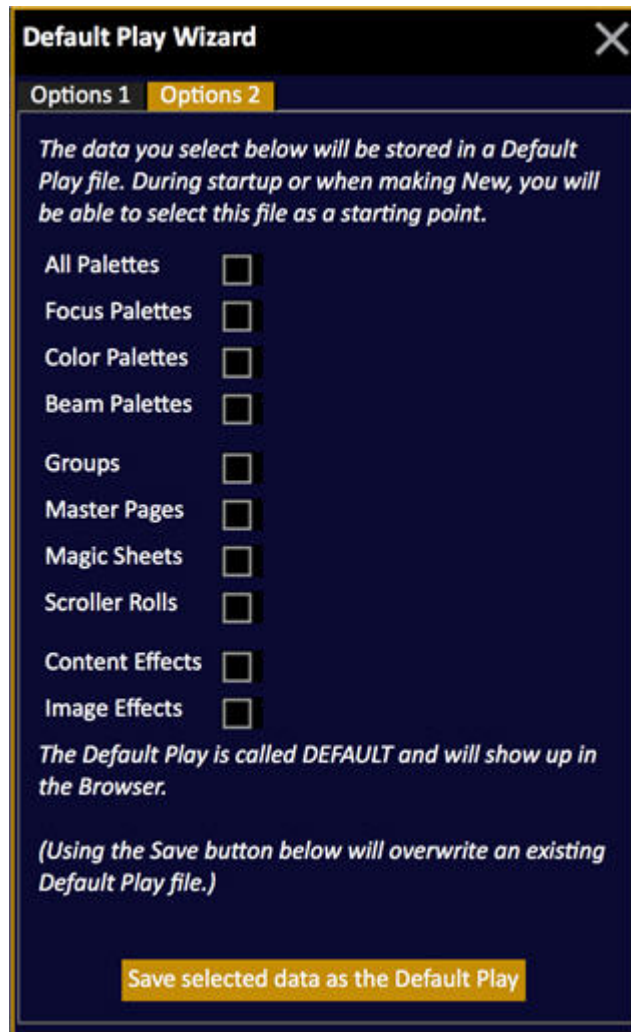 Default Play Wizard
Options 1 Options 2
The data you select below will be stored in a Default
Play file. During startup or when making New, you will
be able to select this file as a starting point.
All Palettes
Focus Palettes
Color Palettes
Beam Palettes
Groups
Master Pages
Magic Sheets
Scroller Rolls
Content Effects
Image Effects
The Default Play is called DEFAULT and will show up in
the Browser.
(Using the Save button below will overwrite an existing
Default Play file.)
Save selected data as the Default Play